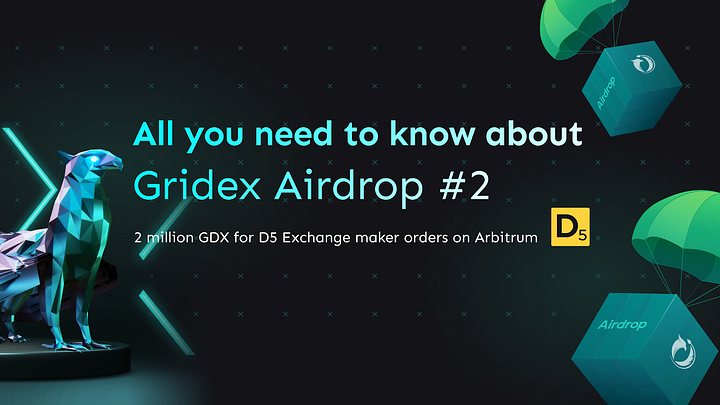 All you need to know about
Gridex Airdrop #2
2 million GDX for D5 Exchange maker orders on Arbitrum
D5
Airdrop
Airdrop